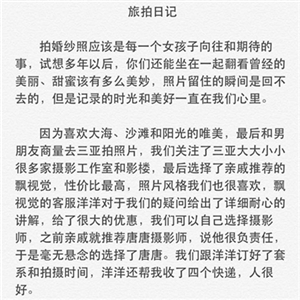 旅拍日记
拍婚纱照应该是每一个女孩子向往和期待的
事，试想多年以后，你们还能坐在一起翻看曾经的
美丽、甜蜜该有多么美妙，照片留住的瞬间是回不
去的，但是记录的时光和美好一直在我们心里。
因为喜欢大海、沙滩和阳光的唯美，最后和男
朋友商量去三亚拍照片，我们关注了三亚大大小小
很多家摄影工作室和影楼，最后选择了亲戚推荐的
飘视觉，性价比最高，照片风格我们也很喜欢，飘
视觉的客服洋洋对于我们的疑问给出了详细耐心的
讲解，给了很大的优惠，我们可以自己选择摄影
师，之前亲戚就推荐唐唐摄影师，说他很负责任，
于是毫无悬念的选择了唐唐。我们跟洋洋订好了套
系和拍摄时间，洋洋还帮我收了四个快递，人很
好。